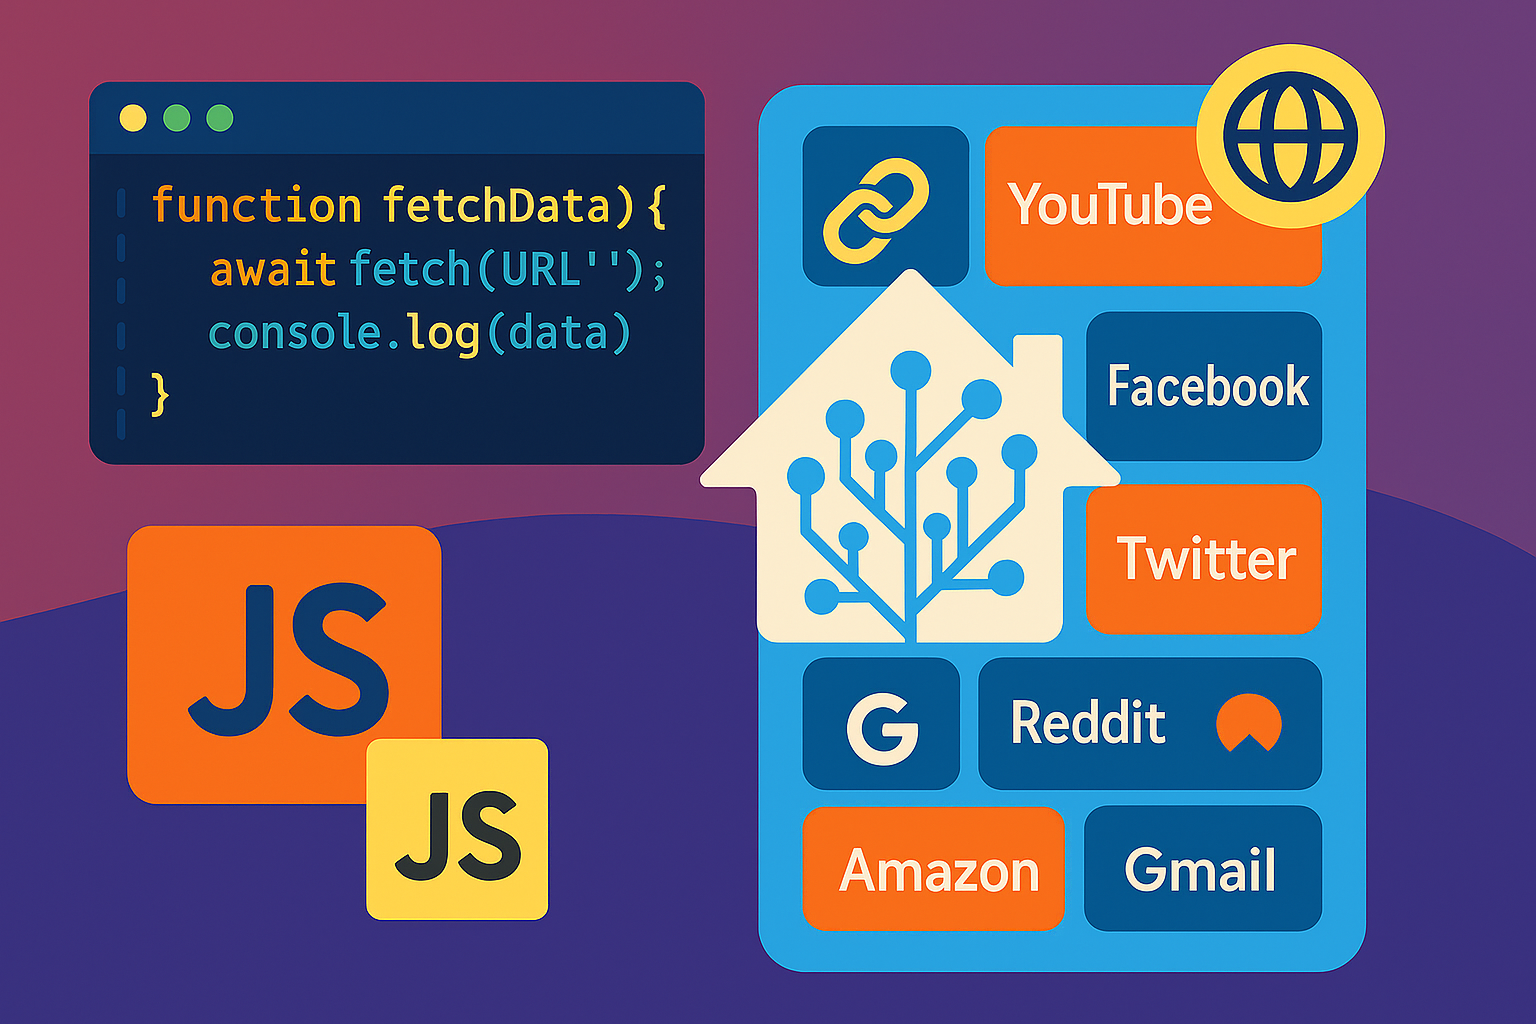 function fetchData){
await fetch(URL'');
console.log(data)
}
JS
JS
YouTube
Facebook
Twitter
G
Reddit
Amazon
Gmail